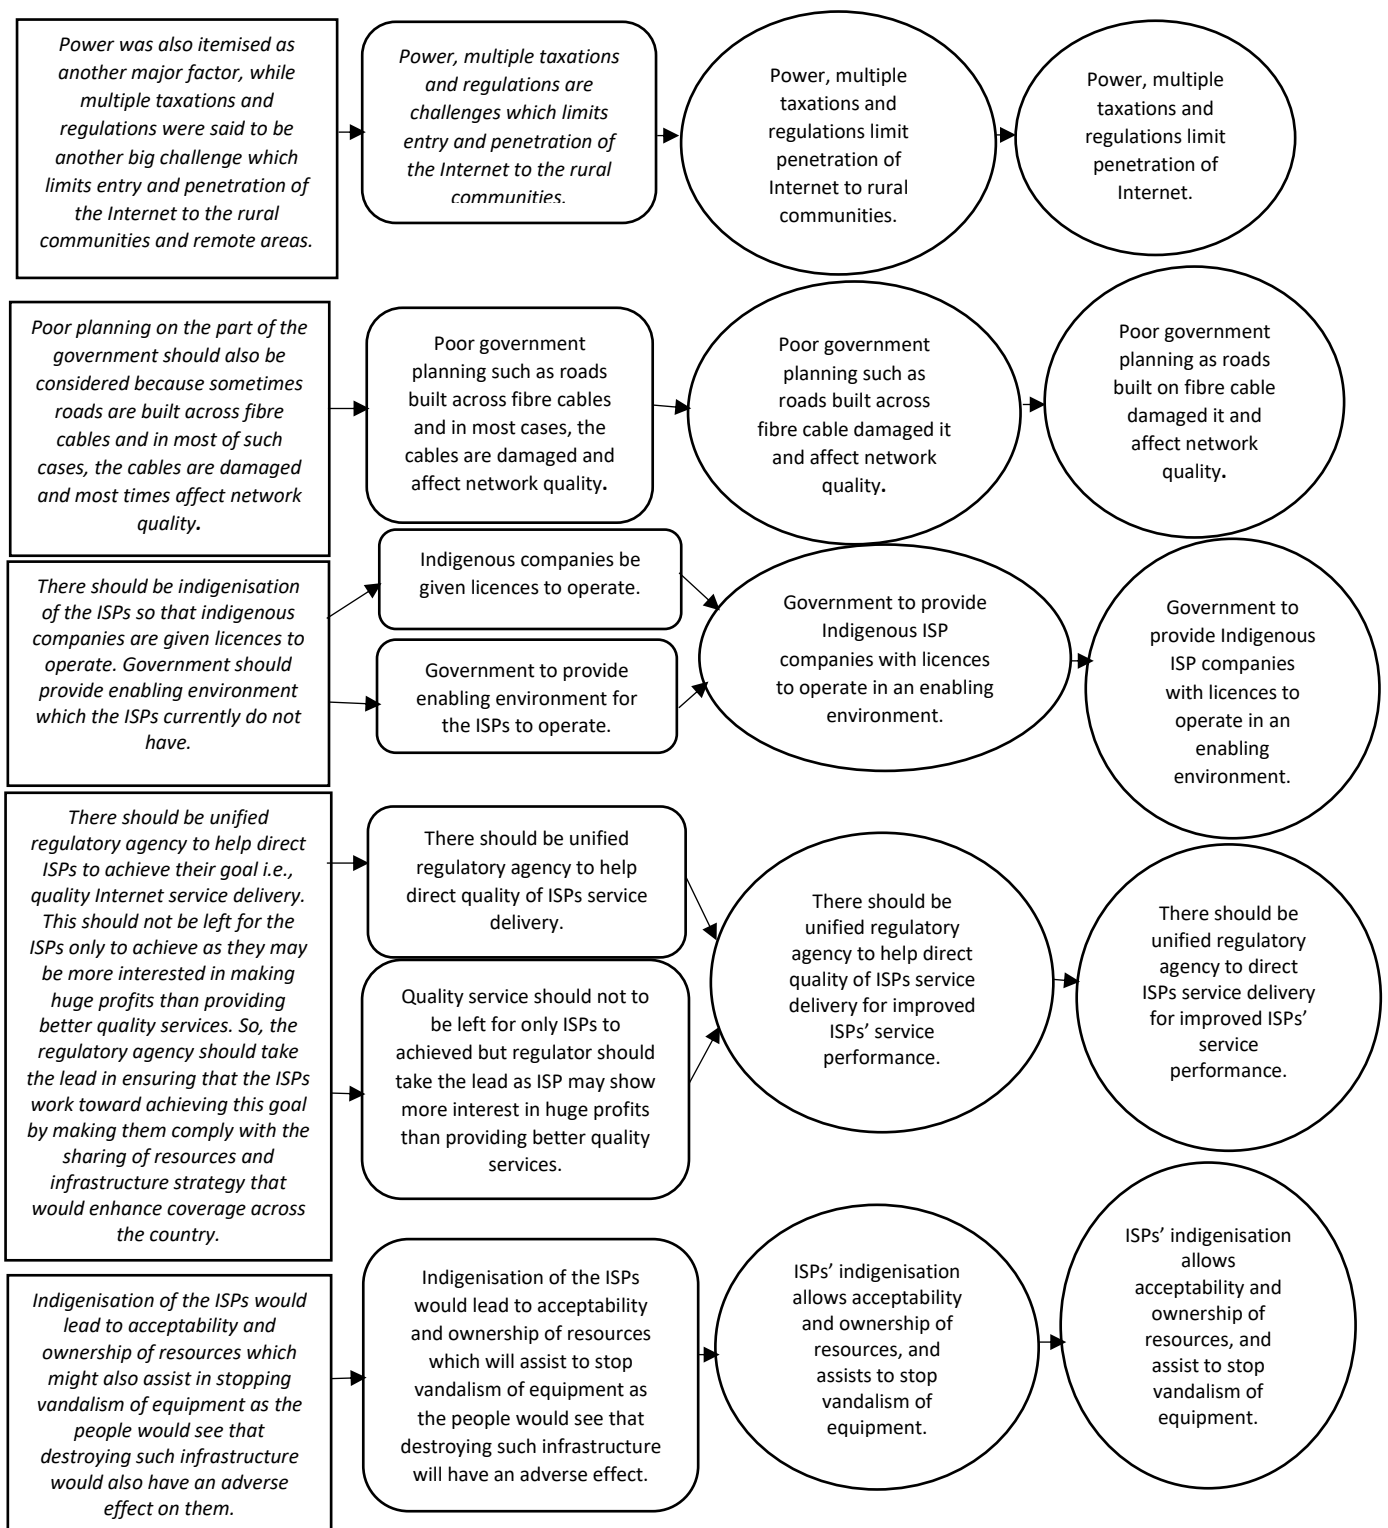 Power was also itemised as
another major factor, while
multiple taxations and
regulations were said to be
another big challenge which
limits entry and penetration of
the Internet to the rural
communities and remote areas.
Power, multiple taxations
and regulations are
challenges which limits
entry and penetration of
the Internet to the rural
communities.
Power, multiple
taxations and
regulations limit
penetration of
Internet to rural
communities.
Power, multiple
taxations and
regulations limit
penetration of
Internet.
Poor planning on the part of the
government should also be
considered because sometimes
roads are built across fibre
cables and in most of such
cases, the cables are damaged
and most times affect network
quality.
Poor government
planning such as roads
built across fibre cables
and in most cases, the
cables are damaged and
affect network quality.
Poor government
planning such as
roads built across
fibre cable damaged it
and affect network
quality.
Poor government
planning as roads
built on fibre cable
damaged it and
affect network
quality.
There should be indigenisation
of the ISPs so that indigenous
companies are given licences to
operate. Government should
provide enabling environment
which the ISPs currently do not
have.
Indigenous companies be
given licences to operate.
Government to provide
enabling environment for
the ISPs to operate.
Government to provide
Indigenous ISP
companies with licences
to operate in an enabling
environment.
Government to
provide Indigenous
ISP companies
with licences to
operate in an
enabling
environment.
There should be unified
regulatory agency to help direct
ISPs to achieve their goal i.e.,
quality Internet service delivery.
This should not be left for the
ISPs only to achieve as they may
be more interested in making
huge profits than providing
better quality services. So, the
regulatory agency should take
the lead in ensuring that the ISPs
work toward achieving this goal
by making them comply with the
sharing of resources and
infrastructure strategy that
would enhance coverage across
the country.
There should be unified
regulatory agency to help
direct quality of ISPs service
delivery.
Quality service should not to
be left for only ISPs to
achieved but regulator should
take the lead as ISP may show
more interest in huge profits
than providing better quality
services.
There should be
unified regulatory
agency to help direct
quality of ISPs service
delivery for improved
ISPs’ service
performance.
There should be
unified regulatory
agency to direct
ISPs service delivery
for improved ISPs’
service
performance.
Indigenisation of the ISPs would
lead to acceptability and
ownership of resources which
might also assist in stopping
vandalism of equipment as the
people would see that
destroying such infrastructure
would also have an adverse
effect on them.
Indigenisation of the ISPs
would lead to acceptability
and ownership of resources
which will assist to stop
vandalism of equipment as
the people would see that
destroying such infrastructure
will have an adverse effect.
ISPs’ indigenisation
allows acceptability
and ownership of
resources, and
assists to stop
vandalism of
equipment.
ISPs’ indigenisation
allows
acceptability and
ownership of
resources, and
assist to stop
vandalism of
equipment.